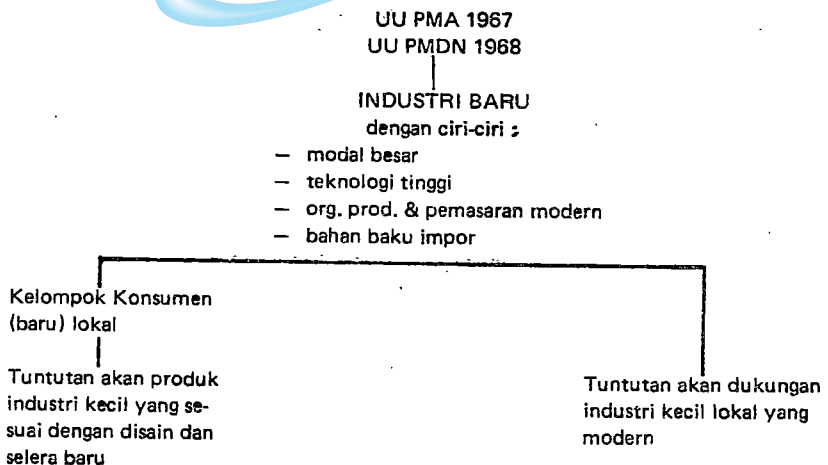 UU PMA 1967
UU PMDN 1968
INDUSTRI BARU
dengan ciri-ciri :
— modal besar
— teknologi tinggi
— org. prod. & pemasaran modern
— bahan baku impor
Kelompok Konsumen
(baru) lokal
Tuntutan akan produk
industri kecil yang se-
suai dengan disain dan
selera baru
Tuntutan akan dukungan
industri kecil lokal yang
modern